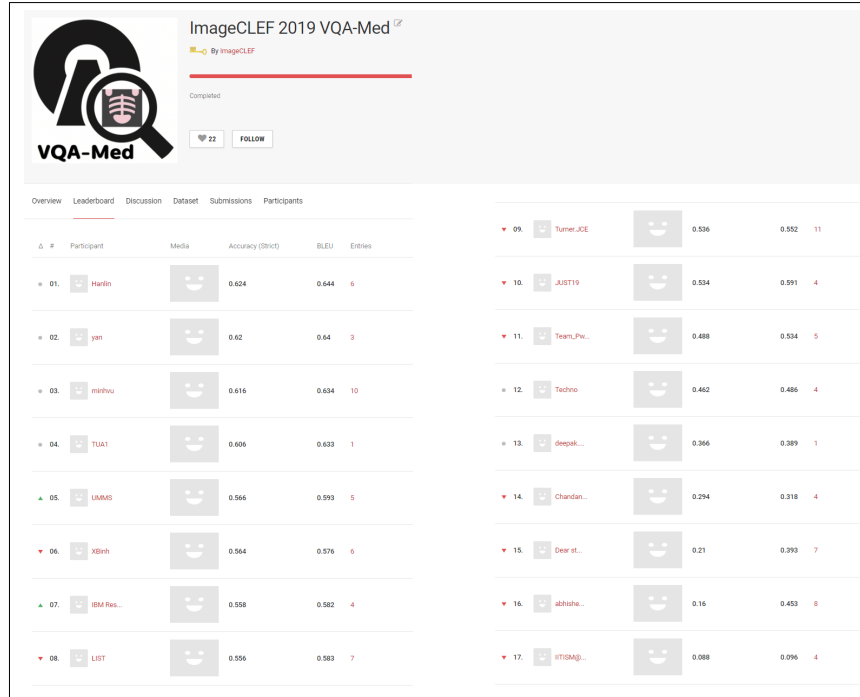 ImageCLEF 2019 VQA-Med
By ImageCLEF
Completed
22 FOLLOW
VQA-Med
Overview Leaderboard Discussion Dataset Submissions Participants
Δ # Participant Media Accuracy (Strict) BLEU Entries
01. Hanlin 0.624 0.644 6
02. yan 0.62 0.64 3
03. minhvu 0.616 0.634 10
04. TUA1 0.606 0.633 1
05. UMMS 0.566 0.593 5
06. XBinh 0.564 0.576 6
07. IBM Res... 0.558 0.582 4
08. LIST 0.556 0.583 7
09. Turner.JCE 0.536 0.552 11
10. JUST19 0.534 0.591 4
11. Team_Pw... 0.488 0.534 5
12. Techno 0.462 0.486 4
13. deepak.... 0.366 0.389 1
14. Chandan... 0.294 0.318 4
15. Dear st... 0.21 0.393 7
16. abhishe... 0.16 0.453 8
17. IITISM@... 0.088 0.096 4